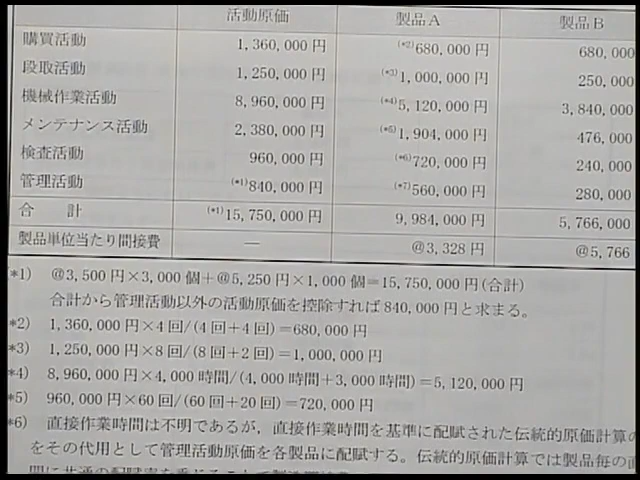 活動原価 製品A 製品B
購買活動 1,360,000円 (*2)680,000円 680,000
段取活動 1,250,000円 (*3)1,000,000円 250,000
機械作業活動 8,960,000円 (*4)5,120,000円 3,840,000
メンテナンス活動 2,380,000円 (*5)1,904,000円 476,000
検査活動 960,000円 (*6)720,000円 240,000
管理活動 (*1)840,000円 (*7)560,000円 280,000
合 計 (*1)15,750,000円 9,984,000円 5,766,000
製品単位当たり間接費 — @3,328円 @5,766
*1) @3,500円×3,000個+@5,250円×1,000個=15,750,000円(合計)
合計から管理活動以外の活動原価を控除すれば840,000円と求まる。
*2) 1,360,000円×4回/(4回+4回)=680,000円
*3) 1,250,000円×8回/(8回+2回)=1,000,000円
*4) 8,960,000円×4,000時間/(4,000時間+3,000時間)=5,120,000円
*5) 960,000円×60回/(60回+20回)=720,000円
*6) 直接作業時間は不明であるが,直接作業時間を基準に配賦された伝統的原価計算の
をその代用として管理活動原価を各製品に配賦する。伝統的原価計算では製品毎の直